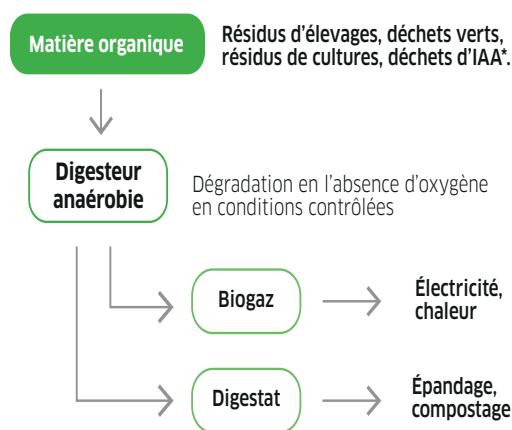 Matière organique
Résidus d'élevages, déchets verts,
résidus de cultures, déchets d'IAA*.
Digesteur
anaérobie
Dégradation en l'absence d'oxygène
en conditions contrôlées
Biogaz
Électricité,
chaleur
Digestat
Épandage,
compostage